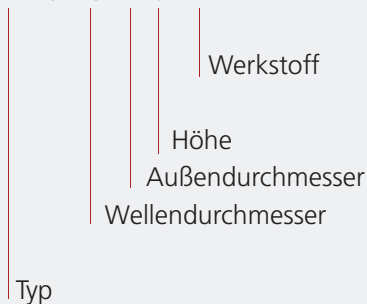 Werkstoff
Höhe
Außendurchmesser
Wellendurchmesser
Typ